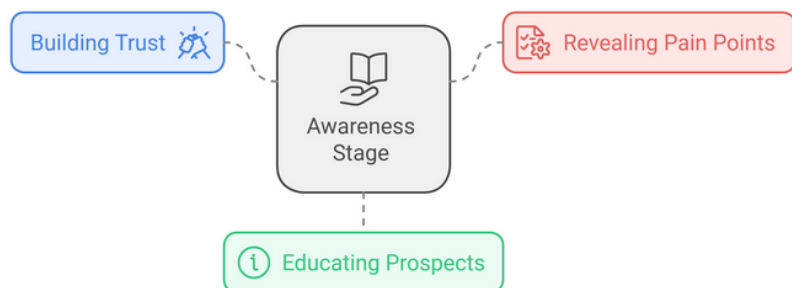 Building Trust
Revealing Pain Points
Awareness
Stage
Educating Prospects